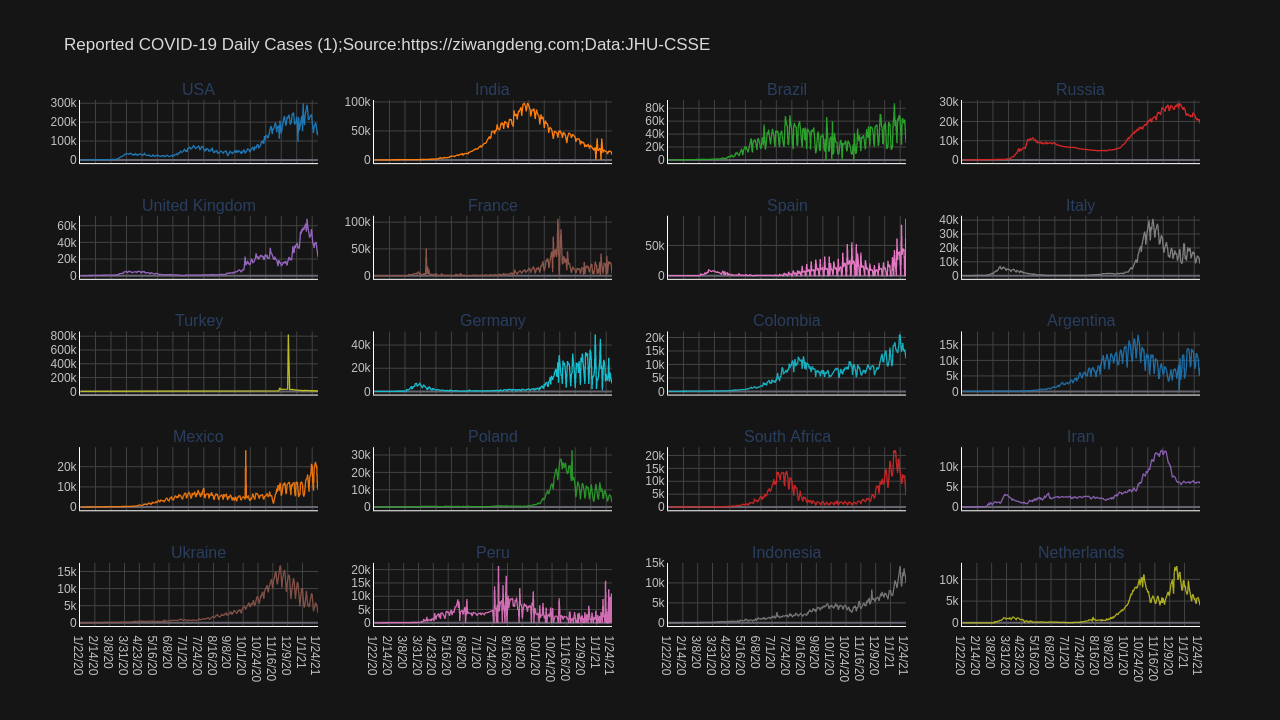 Reported COVID-19 Daily Cases (1);Source:https://ziwangdeng.com;Data:JHU-CSSE
USA
India
Brazil
Russia
300k
200k
100k
0
100k
50k
0
80k
60k
40k
20k
0
30k
20k
10k
0
United Kingdom
France
Spain
Italy
60k
40k
20k
0
100k
50k
0
50k
0
40k
30k
20k
10k
0
Turkey
Germany
Colombia
Argentina
800k
600k
400k
200k
0
40k
20k
0
20k
15k
10k
5k
0
15k
10k
5k
0
Mexico
Poland
South Africa
Iran
20k
10k
0
30k
20k
10k
0
20k
15k
10k
5k
0
10k
5k
0
Ukraine
Peru
Indonesia
Netherlands
15k
10k
5k
0
20k
15k
10k
5k
0
15k
10k
5k
0
10k
5k
0
1/22/20
2/14/20
3/8/20
3/31/20
4/23/20
5/16/20
6/8/20
7/1/20
7/24/20
8/16/20
9/8/20
10/1/20
10/24/20
11/16/20
12/9/20
1/1/21
1/24/21
1/22/20
2/14/20
3/8/20
3/31/20
4/23/20
5/16/20
6/8/20
7/1/20
7/24/20
8/16/20
9/8/20
10/1/20
10/24/20
11/16/20
12/9/20
1/1/21
1/24/21
1/22/20
2/14/20
3/8/20
3/31/20
4/23/20
5/16/20
6/8/20
7/1/20
7/24/20
8/16/20
9/8/20
10/1/20
10/24/20
11/16/20
12/9/20
1/1/21
1/24/21
1/22/20
2/14/20
3/8/20
3/31/20
4/23/20
5/16/20
6/8/20
7/1/20
7/24/20
8/16/20
9/8/20
10/1/20
10/24/20
11/16/20
12/9/20
1/1/21
1/24/21